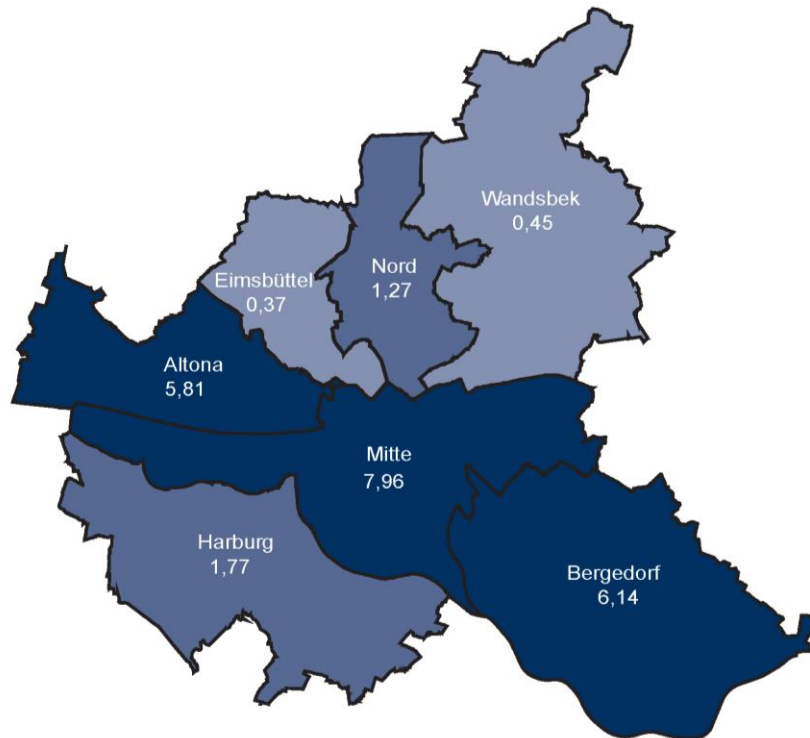 Wandsbek
0,45
Nord
1,27
Eimsbüttel
0,37
Altona
5,81
Mitte
7,96
Harburg
1,77
Bergedorf
6,14